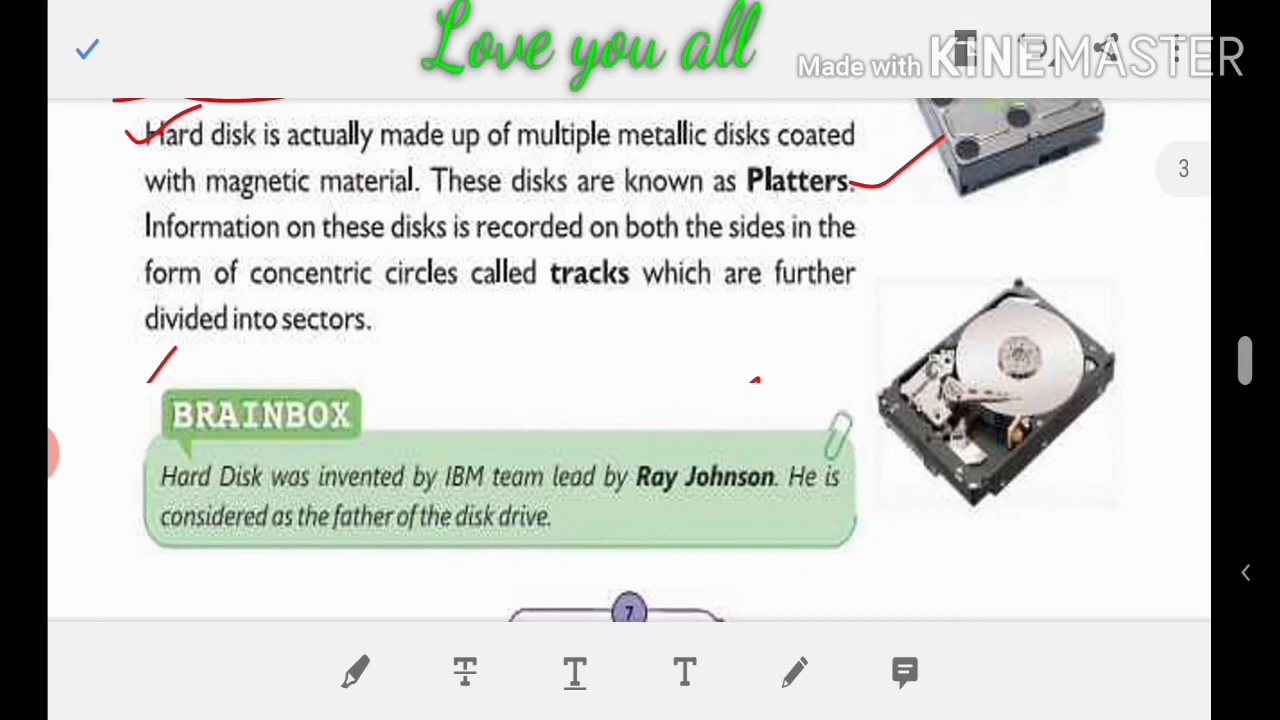 Love you all
Made with KINEMASTER
3
Hard disk is actually made up of multiple metallic disks coated
with magnetic material. These disks are known as Platters.
Information on these disks is recorded on both the sides in the
form of concentric circles called tracks which are further
divided into sectors.
BRAINBOX
Hard Disk was invented by IBM team lead by Ray Johnson. He is
considered as the father of the disk drive.
7
T
T
T